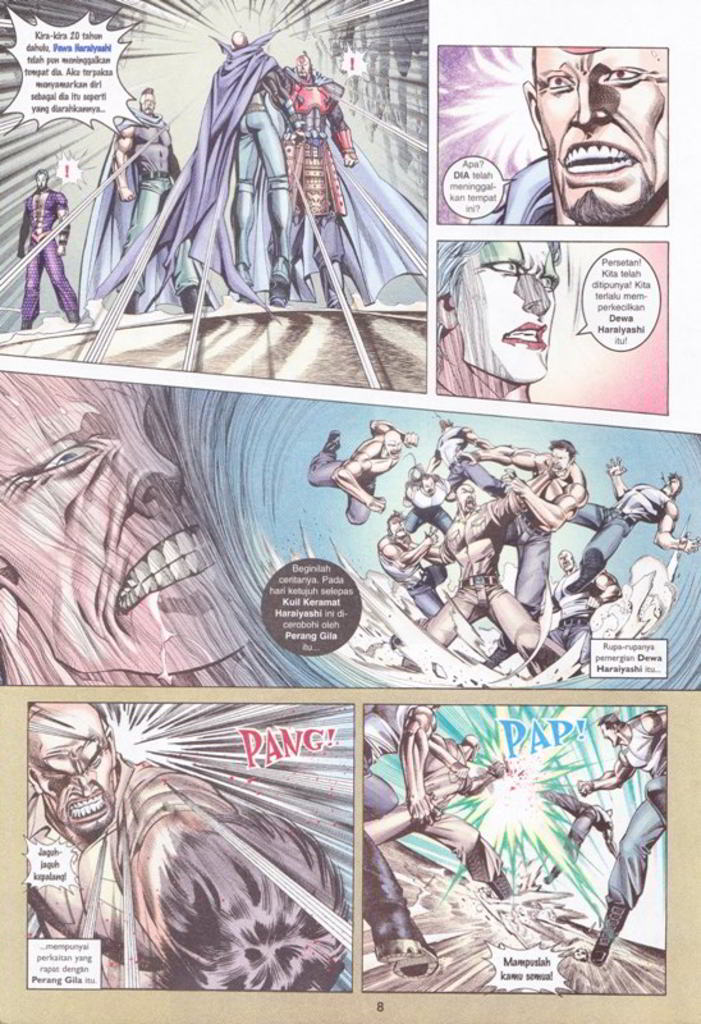 Kira-kira 20 tahun
dahulu, Dewa Haraiyashi
telah pun meninggalkan
tempat dia. Aku terpaksa
menyamarkan diri
sebagai dia itu seperti
yang diarahkannya...
!
!
Apa?
DIA telah
meninggal-
kan tempat
ini?
Persetan!
Kita telah
ditipunya! Kita
terlalu mem-
perkecilkan
Dewa
Haraiyashi
itu!
Beginilah
ceritanya. Pada
hari ketujuh selepas
Kuil Keramat
Haraiyashi ini di-
cerobohi oleh
Perang Gila
itu...
Rupa-rupanya
pemergian Dewa
Haraiyashi itu...
PANG!
Jaguh-
jaguh
kepalang!
...mempunyai
perkaitan yang
rapat dengan
Perang Gila itu.
PAP!
Mampuslah
kamu semua!
8